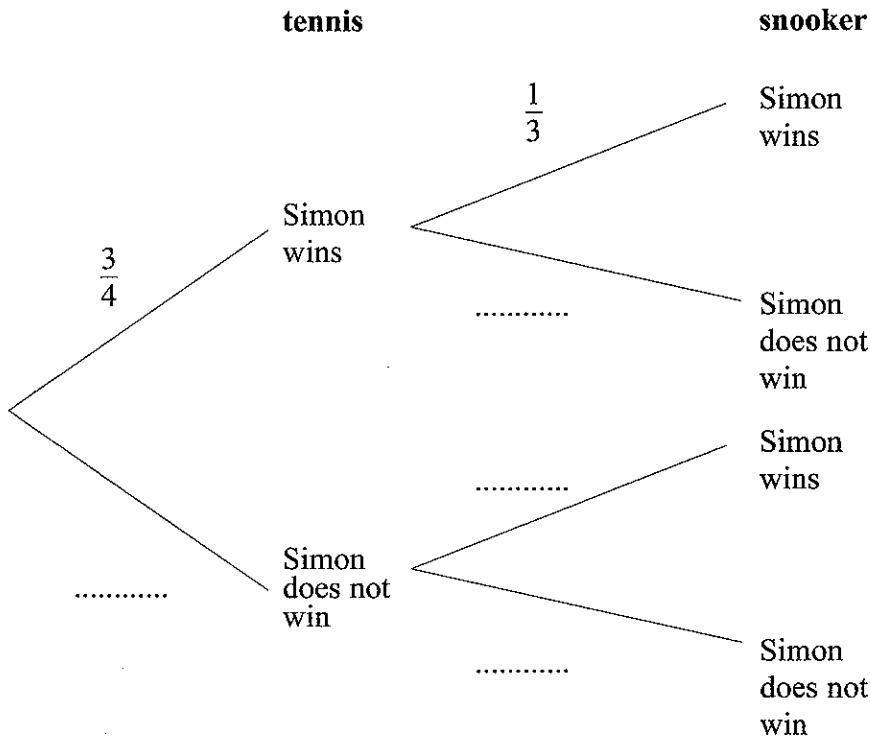 tennis
snooker
1
3
Simon
wins
Simon
wins
3
4
............
Simon
does not
win
Simon
wins
............
Simon
does not
win
............
............
Simon
does not
win